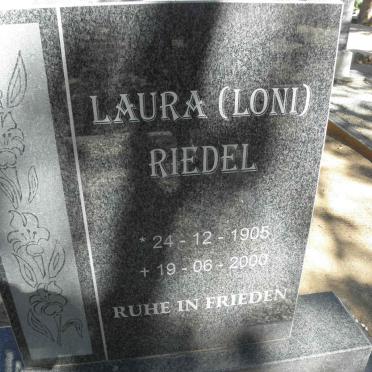 LAURA (LONI)
RIEDEL
* 24 - 12 - 1905
+ 19 - 06 - 2000
RUHE IN FRIEDEN